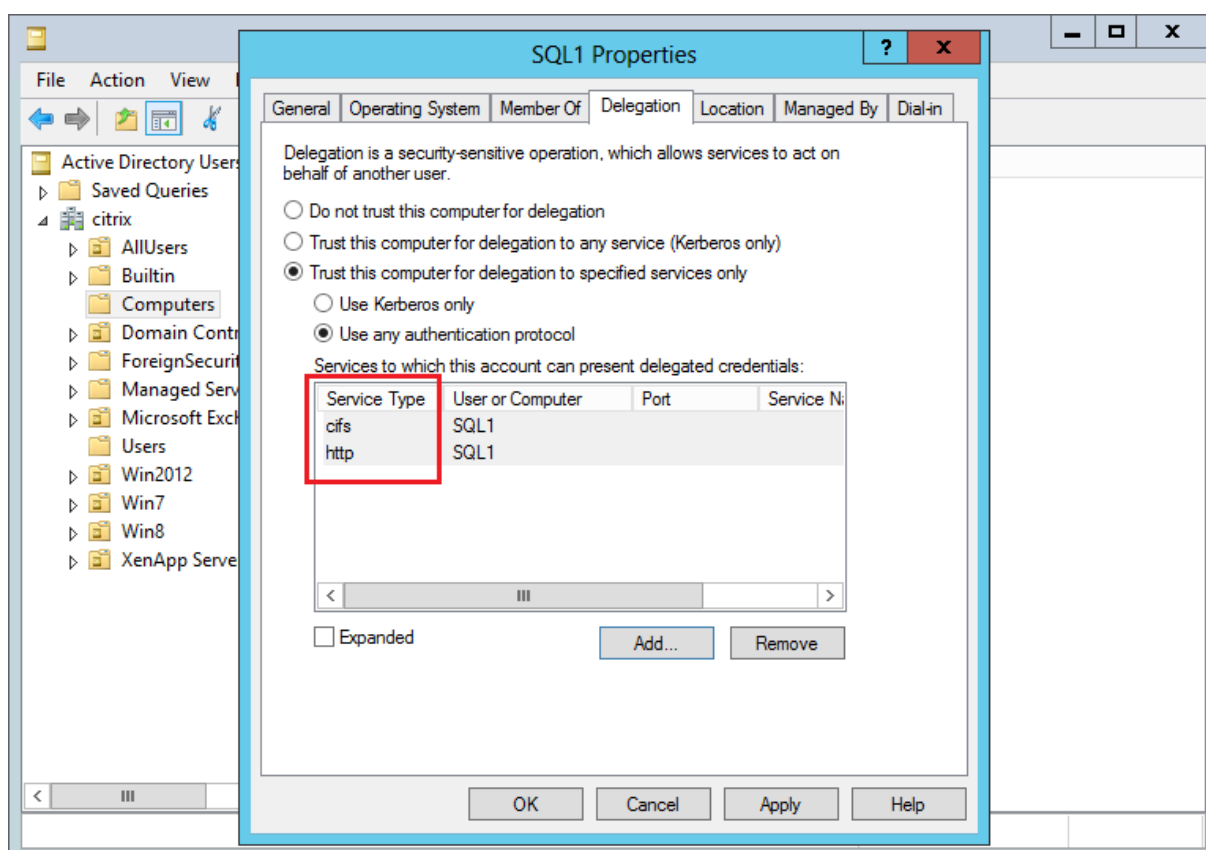 SQL1 Properties
? x
x
File Action View
General Operating System Member Of Delegation Location Managed By Dial-in
Active Directory Users
Saved Queries
citrix
AllUsers
Builtin
Computers
Domain Contr
ForeignSecurit
Managed Serv
Microsoft Exch
Users
Win2012
Win7
Win8
XenApp Serve
Delegation is a security-sensitive operation, which allows services to act on
behalf of another user.
Do not trust this computer for delegation
Trust this computer for delegation to any service (Kerberos only)
Trust this computer for delegation to specified services only
Use Kerberos only
Use any authentication protocol
Services to which this account can present delegated credentials:
Service Type User or Computer Port Service Na
cifs SQL1
http SQL1
Expanded Add... Remove
OK Cancel Apply Help